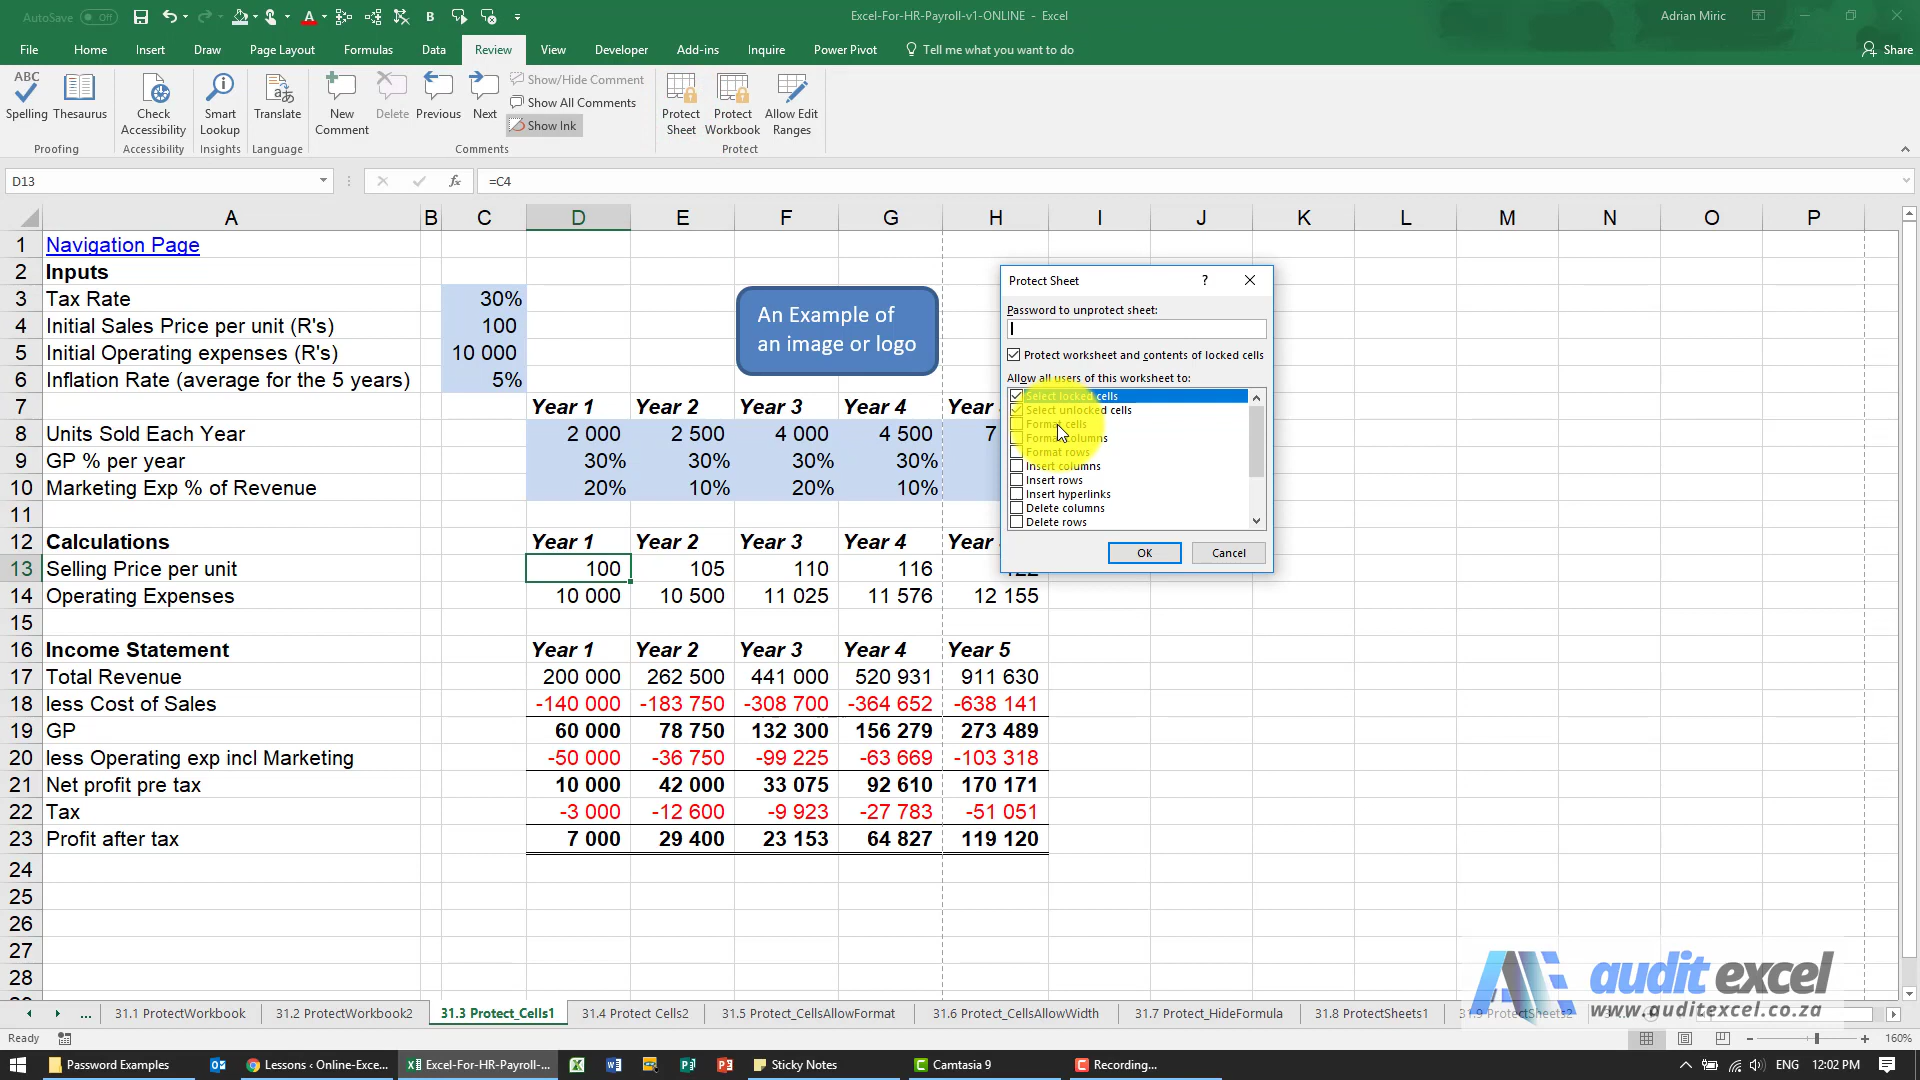 AutoSave Off
Excel-For-HR-Payroll-v1-ONLINE - Excel
Adrian Miric
File Home Insert Draw Page Layout Formulas Data Review View Developer Add-ins Inquire Power Pivot Tell me what you want to do Share
Spelling Thesaurus Check Accessibility Smart Lookup Translate New Comment Delete Previous Next
Show/Hide Comment
Show All Comments
Show Ink
Protect Sheet Protect Workbook Allow Edit Ranges
Proofing Accessibility Insights Language Comments Protect
D13 fx =C4
A B C D E F G H I J K L M N O P
1 Navigation Page
2 Inputs
3 Tax Rate 30%
4 Initial Sales Price per unit (R's) 100
5 Initial Operating expenses (R's) 10 000
6 Inflation Rate (average for the 5 years) 5%
An Example of
an image or logo
7 Year 1 Year 2 Year 3 Year 4 Year
8 Units Sold Each Year 2 000 2 500 4 000 4 500 7
9 GP % per year 30% 30% 30% 30%
10 Marketing Exp % of Revenue 20% 10% 20% 10%
11
12 Calculations Year 1 Year 2 Year 3 Year 4 Year
13 Selling Price per unit 100 105 110 116
14 Operating Expenses 10 000 10 500 11 025 11 576 12 155
15
16 Income Statement Year 1 Year 2 Year 3 Year 4 Year 5
17 Total Revenue 200 000 262 500 441 000 520 931 911 630
18 less Cost of Sales -140 000 -183 750 -308 700 -364 652 -638 141
19 GP 60 000 78 750 132 300 156 279 273 489
20 less Operating exp incl Marketing -50 000 -36 750 -99 225 -63 669 -103 318
21 Net profit pre tax 10 000 42 000 33 075 92 610 170 171
22 Tax -3 000 -12 600 -9 923 -27 783 -51 051
23 Profit after tax 7 000 29 400 23 153 64 827 119 120
24
25
26
27
28
Protect Sheet ?
Password to unprotect sheet:
Protect worksheet and contents of locked cells
Allow all users of this worksheet to:
Select locked cells
Select unlocked cells
Format cells
Format columns
Format rows
Insert columns
Insert rows
Insert hyperlinks
Delete columns
Delete rows
OK Cancel
audit excel
www.auditexcel.co.za
... 31.1 ProtectWorkbook 31.2 ProtectWorkbook2 31.3 Protect_Cells1 31.4 Protect Cells2 31.5 Protect_CellsAllowFormat 31.6 Protect_CellsAllowWidth 31.7 Protect_HideFormula 31.8 ProtectSheets1 31.9 ProtectSheets2
Ready 160%
Password Examples Lessons - Online-Exce... Excel-For-HR-Payroll-... Sticky Notes Camtasia 9 Recording... ENG 12:02 PM